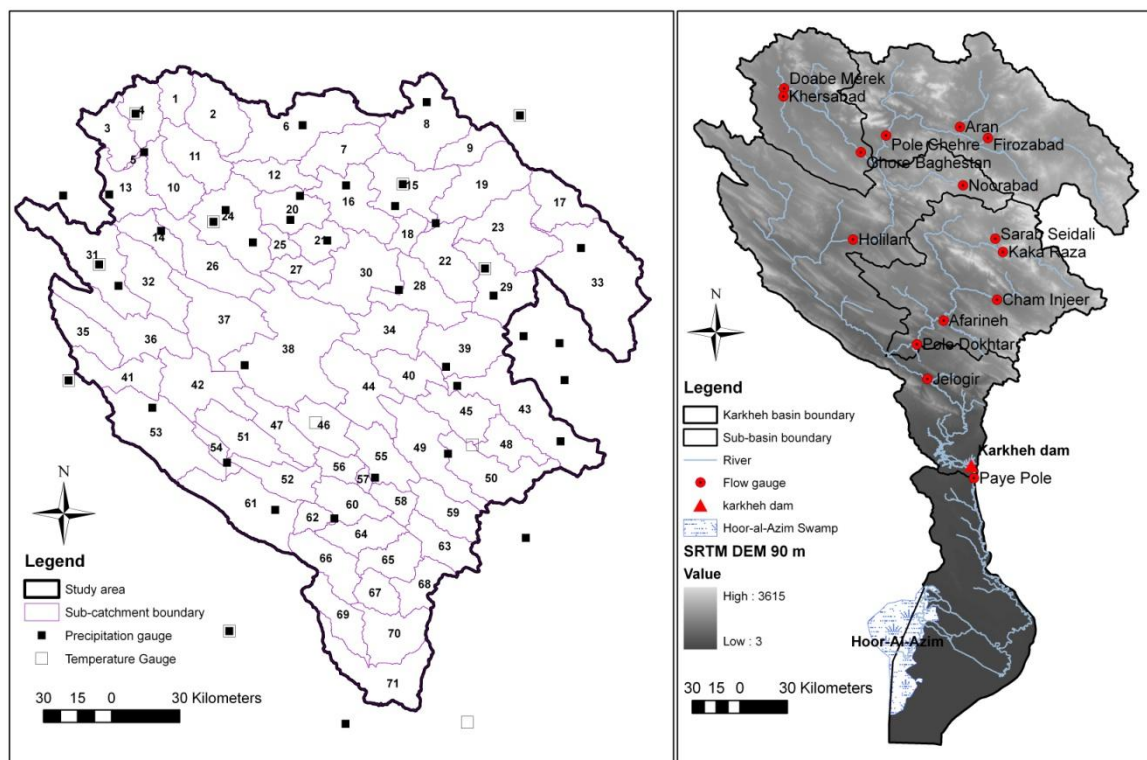 1
2
3
4
5
6
7
8
9
10
11
12
13
14
15
16
17
18
19
20
21
22
23
24
25
26
27
28
29
30
31
32
33
34
35
36
37
38
39
40
41
42
43
44
45
46
47
48
49
50
51
52
53
54
55
56
57
58
59
60
61
62
63
64
65
66
67
68
69
70
71
N
Legend
Study area
Sub-catchment boundary
Precipitation gauge
Temperature Gauge
30 15 0 30 Kilometers
Doabe Merek
Khersabad
Aran
Pole Chehre
Firozabad
Ghore Baghestan
Noorabad
Holilan
Sarab Seidali
Kaka Raza
Cham Injeer
Afarineh
Pole Dokhtar
Jelogir
Karkheh dam
Paye Pole
Hoor-Al-Azim
N
Legend
Karkheh basin boundary
Sub-basin boundary
River
Flow gauge
karkheh dam
Hoor-al-Azim Swamp
SRTM DEM 90 m
Value
High : 3615
Low : 3
30 15 0 30 Kilometers